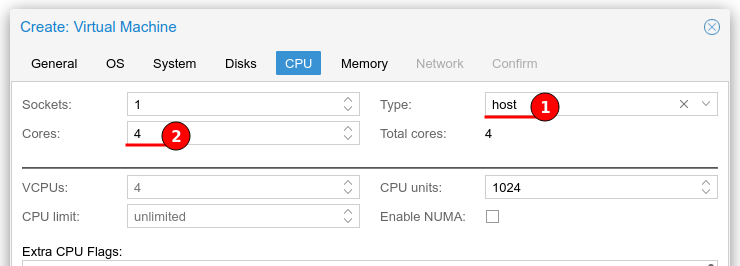 Create: Virtual Machine
General OS System Disks CPU Memory Network Confirm
Sockets: 1 Type: host 1
Cores: 4 2 Total cores: 4
VCPUs: 4 CPU units: 1024
CPU limit: unlimited Enable NUMA:
Extra CPU Flags: